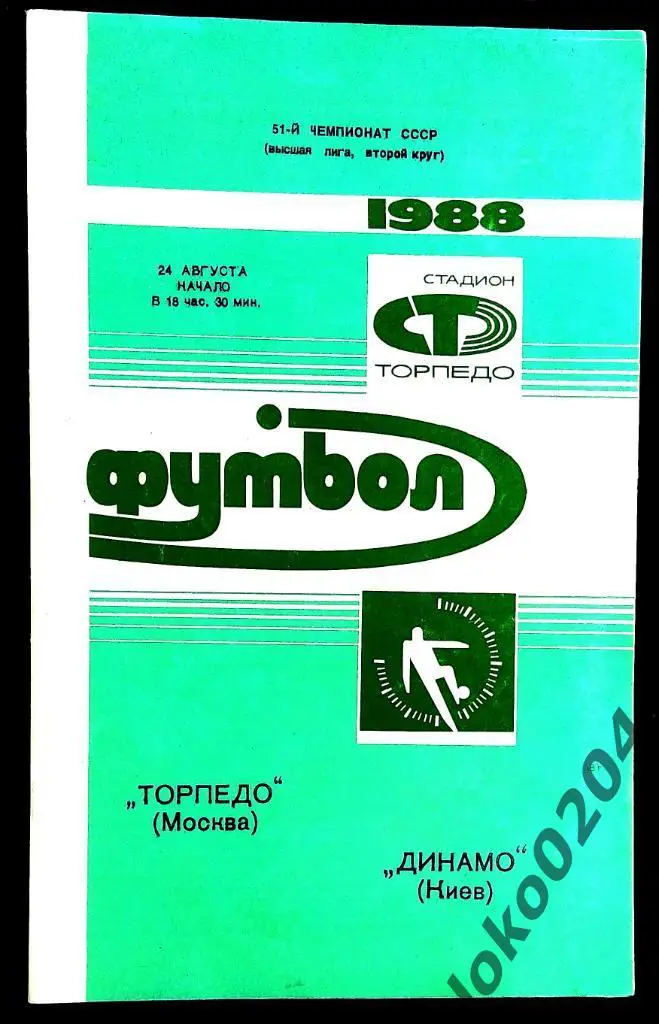 51-Й ЧЕМПИОНАТ СССР
(высшая лига, второй круг)
1988
24 АВГУСТА
НАЧАЛО
В 18 час. 30 мин.
СТАДИОН
СТ
ТОРПЕДО
футбол
„ТОРПЕДО“
(Москва)
„ДИНАМО“
(Киев)
loko0204